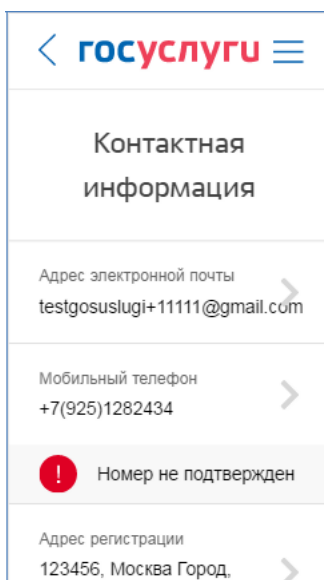 госуслуги
Контактная
информация
Адрес электронной почты
testgosuslugi+11111@gmail.com
Мобильный телефон
+7(925)1282434
! Номер не подтвержден
Адрес регистрации
123456, Москва Город,